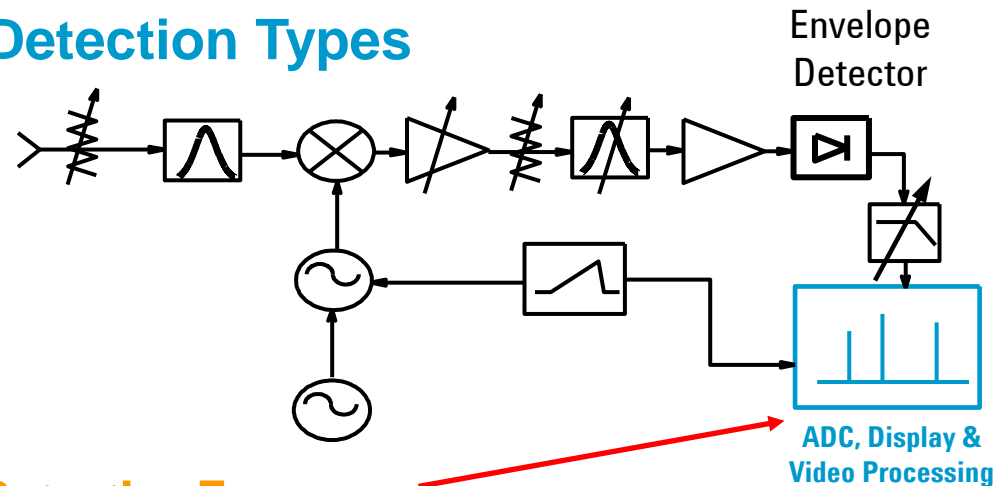 Detection Types
Envelope
Detector
ADC, Display &
Video Processing